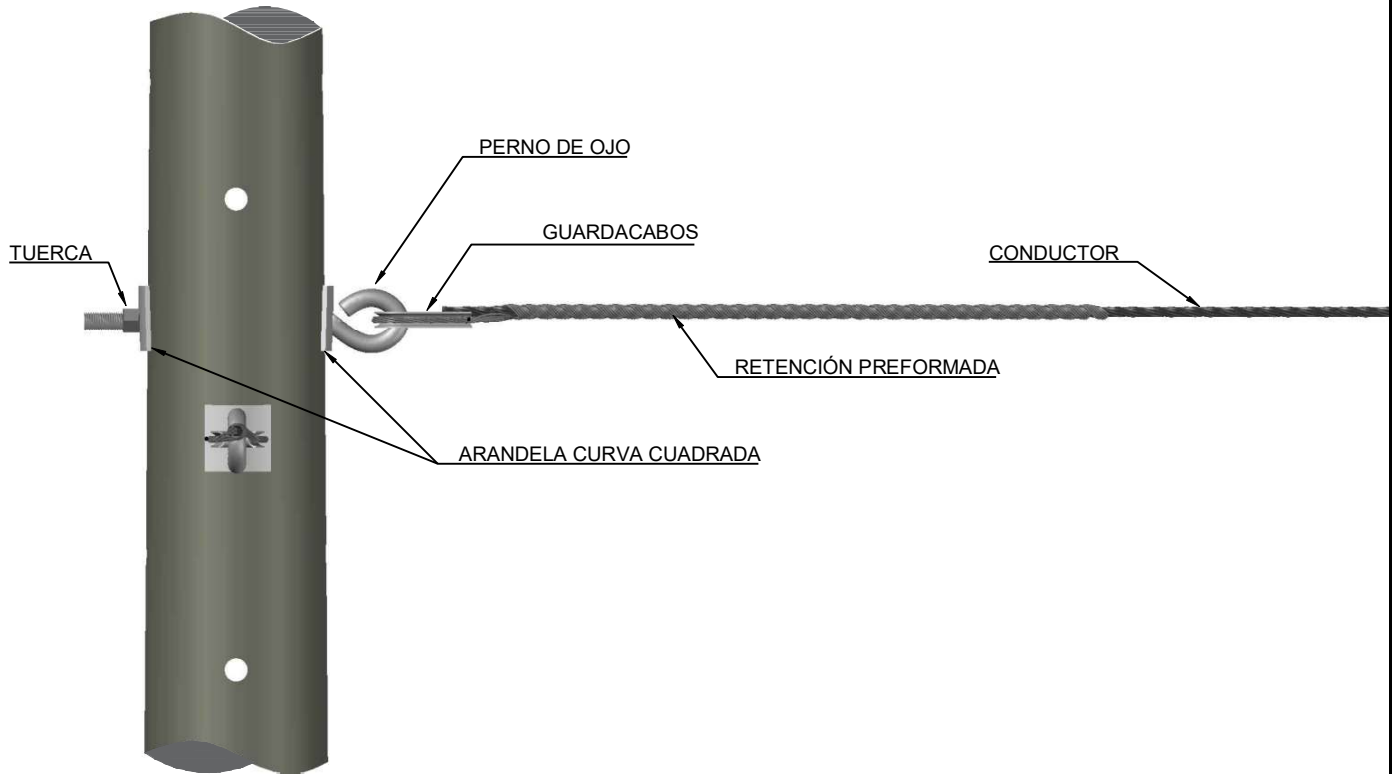 PERNO DE OJO
GUARDACABOS
TUERCA
CONDUCTOR
RETENCIÓN PREFORMADA
ARANDELA CURVA CUADRADA